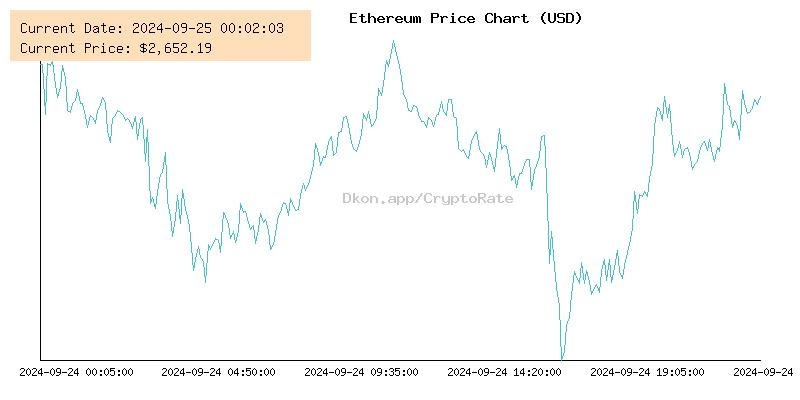 Ethereum Price Chart (USD)
Current Date: 2024-09-25 00:02:03
Current Price: $2,652.19
Dkon.app/CryptoRate
2024-09-24 00:05:00 2024-09-24 04:50:00 2024-09-24 09:35:00 2024-09-24 14:20:00 2024-09-24 19:05:00 2024-09-24